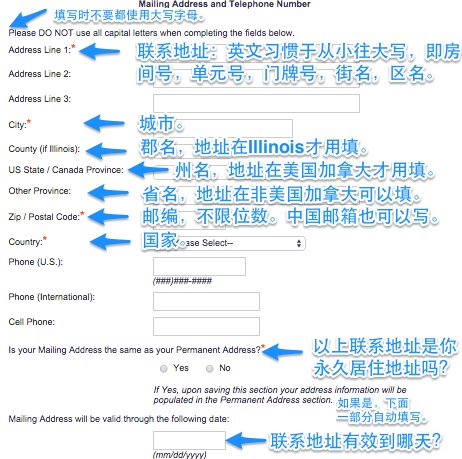 Mailing Address and Telephone Number
填写时不要都使用大写字母。
Please DO NOT use all capital letters when completing the fields below.
Address Line 1:*
联系地址：英文习惯于从小往大写，即房
间号，单元号，门牌号，街名，区名。
Address Line 2:
Address Line 3:
City:*
城市。
County (if Illinois):
郡名，地址在Illinois才用填。
US State / Canada Province:
州名，地址在美国加拿大才用填。
Other Province:
省名，地址在非美国加拿大可以填。
Zip / Postal Code:*
邮编，不限位数。中国邮箱也可以写。
Country:*
国家。
ase Select--
Phone (U.S.):
(###)###-####
Phone (International):
Cell Phone:
Is your Mailing Address the same as your Permanent Address?*
以上联系地址是你
永久居住地址吗？
Yes
No
If Yes, upon saving this section your address information will be
populated in the Permanent Address section.
如果是，下面
一部分自动填写。
Mailing Address will be valid through the following date:
联系地址有效到哪天？
(mm/dd/yyyy)